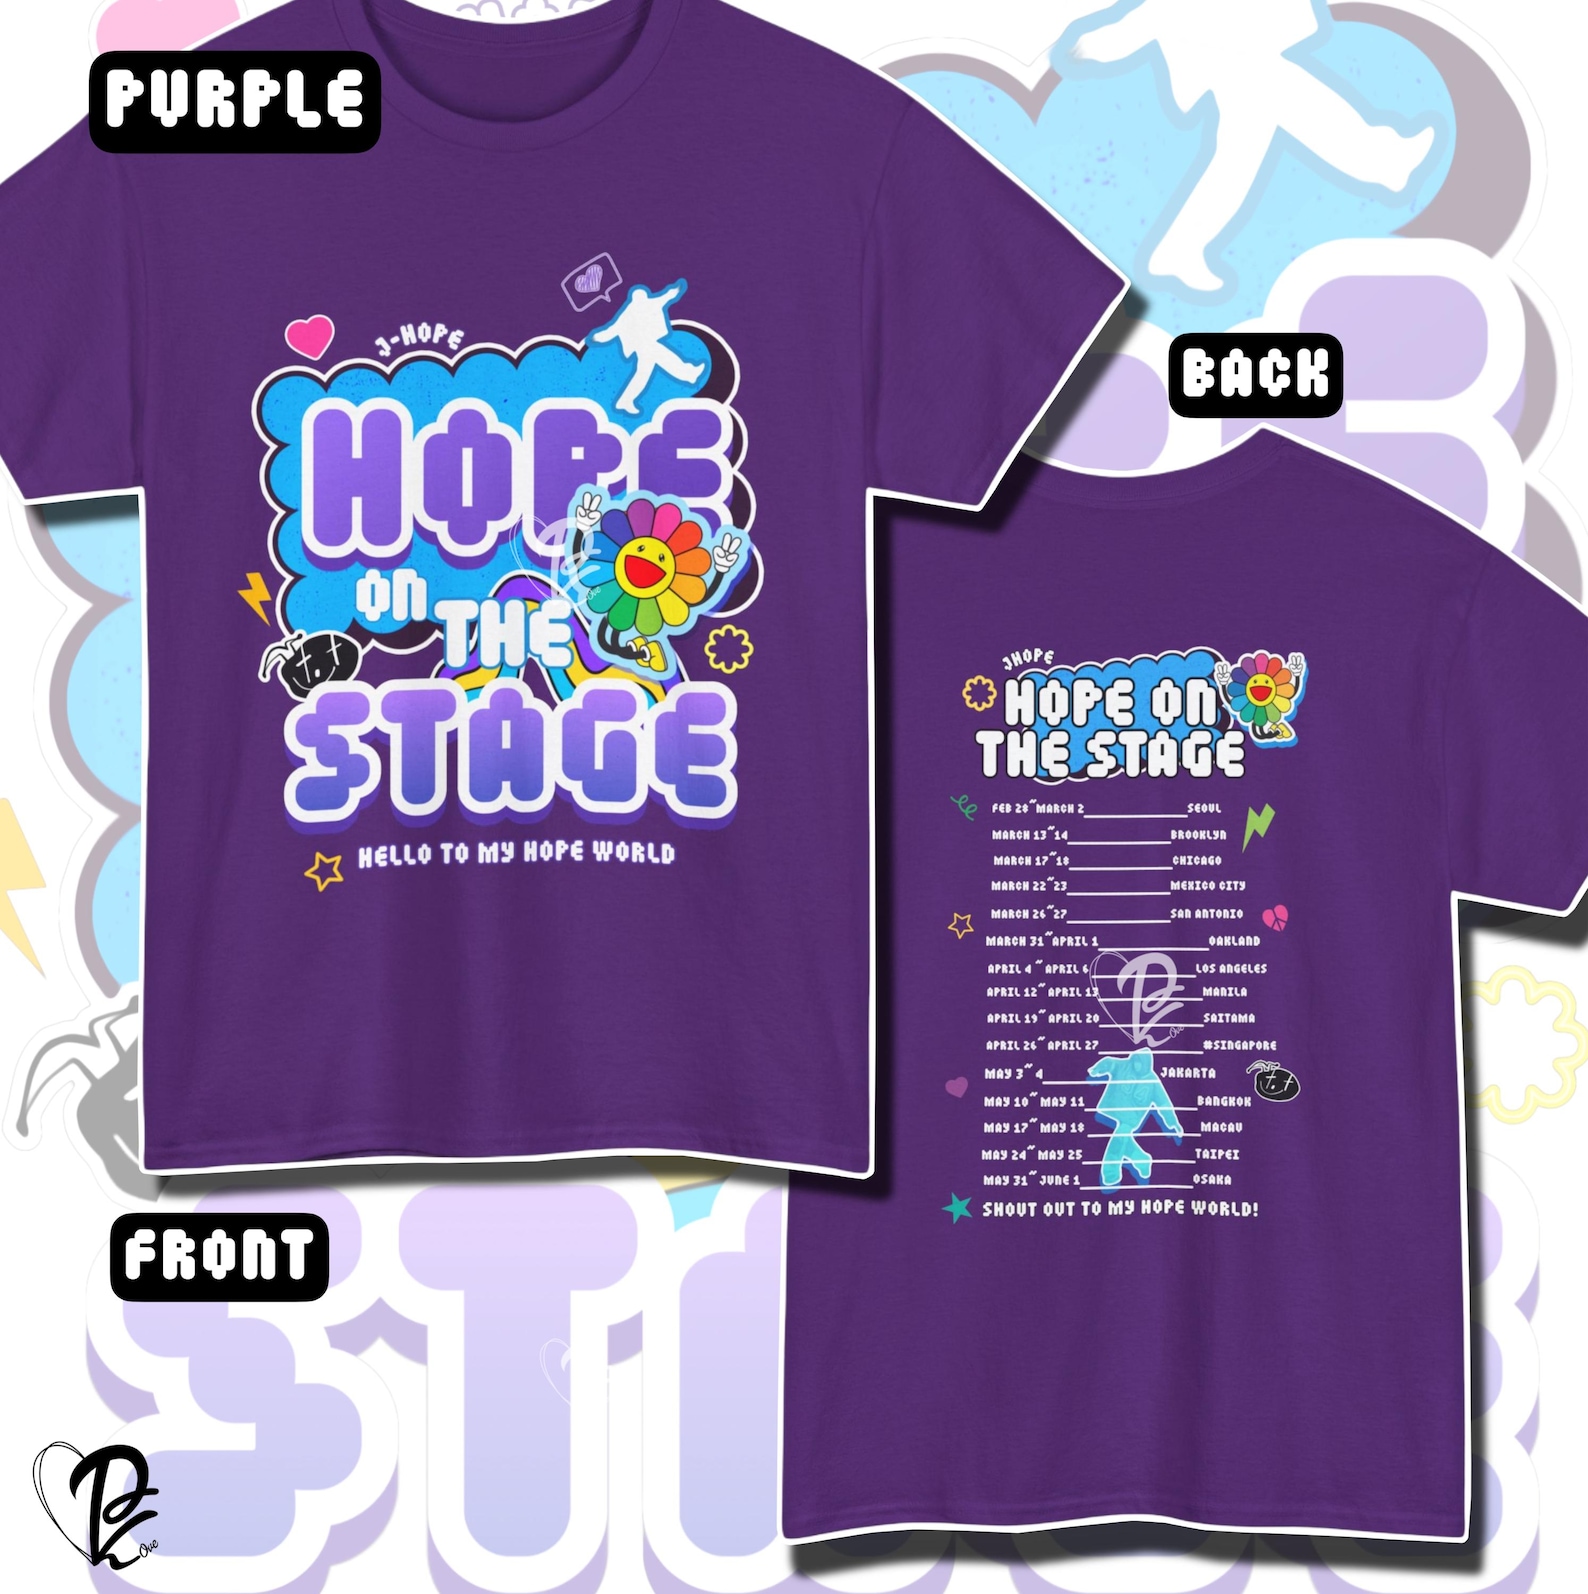 PURPLE
J-HOPE
HOPE
ON
THE
STAGE
HELLO TO MY HOPE WORLD
FRONT
BACK
JHOPE
HOPE ON
THE STAGE
FEB 28~MARCH 2 SEOUL
MARCH 13~14 BROOKLYN
MARCH 17~18 CHICAGO
MARCH 22~23 MEXICO CITY
MARCH 26~27 SAN ANTONIO
MARCH 31~APRIL 1 OAKLAND
APRIL 4~APRIL 6 LOS ANGELES
APRIL 12~APRIL 13 MANILA
APRIL 19~APRIL 20 SAITAMA
APRIL 26~APRIL 27 #SINGAPORE
MAY 3~4 JAKARTA
MAY 10~MAY 11 BANGKOK
MAY 17~MAY 18 MACAU
MAY 24~MAY 25 TAIPEI
MAY 31~JUNE 1 OSAKA
SHOUT OUT TO MY HOPE WORLD!